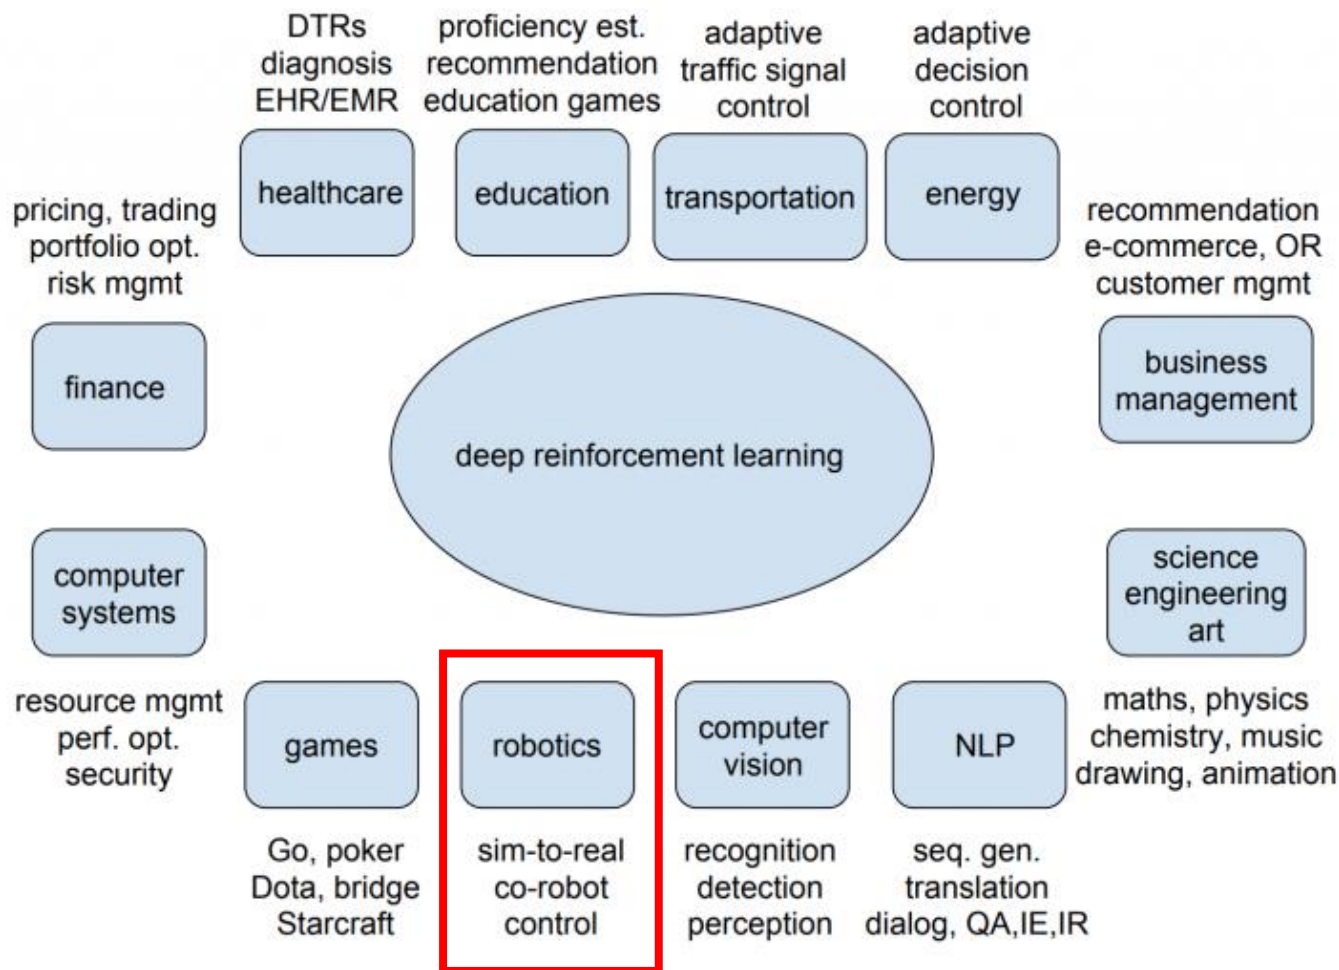 DTRs
diagnosis
EHR/EMR
healthcare
proficiency est.
recommendation
education games
education
adaptive
traffic signal
control
transportation
adaptive
decision
control
energy
pricing, trading
portfolio opt.
risk mgmt
finance
recommendation
e-commerce, OR
customer mgmt
business
management
deep reinforcement learning
computer
systems
resource mgmt
perf. opt.
security
science
engineering
art
maths, physics
chemistry, music
drawing, animation
games
Go, poker
Dota, bridge
Starcraft
robotics
sim-to-real
co-robot
control
computer
vision
recognition
detection
perception
NLP
seq. gen.
translation
dialog, QA,IE,IR